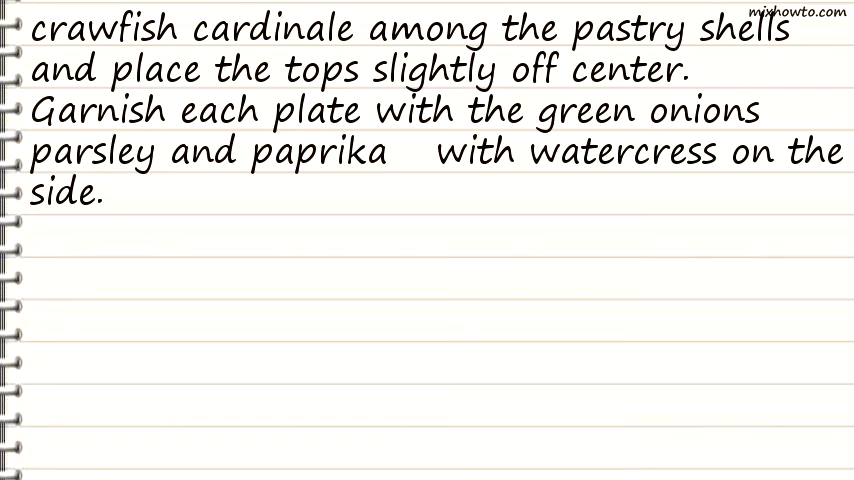 mixhowto.com
crawfish cardinale among the pastry shells
and place the tops slightly off center.
Garnish each plate with the green onions
parsley and paprika with watercress on the
side.